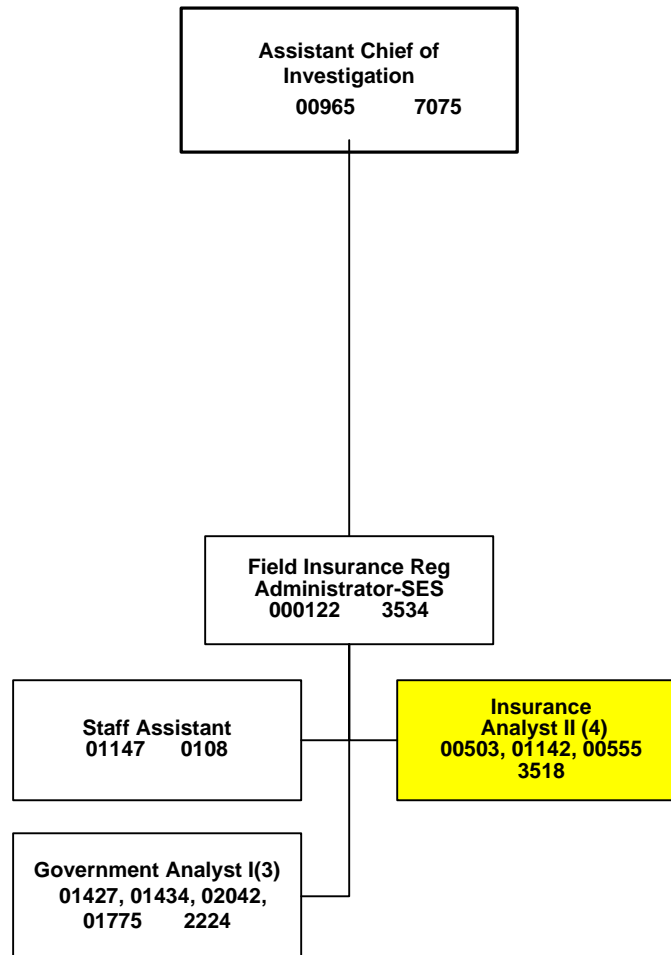 Assistant Chief of
Investigation
00965 7075
Field Insurance Reg
Administrator-SES
000122 3534
Staff Assistant
01147 0108
Insurance
Analyst II (4)
00503, 01142, 00555
3518
Government Analyst I(3)
01427, 01434, 02042,
01775 2224